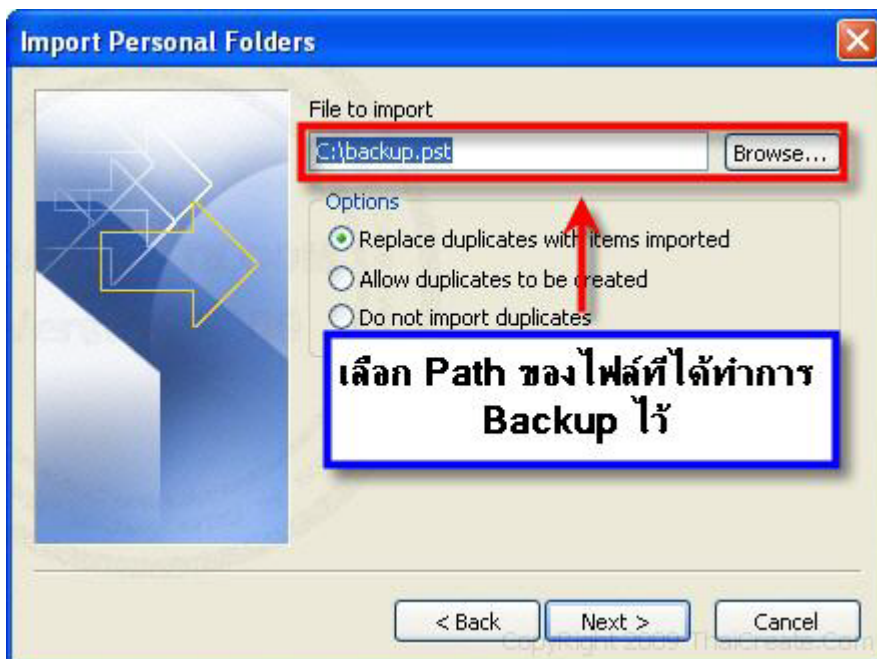 Import Personal Folders
File to import
C:\backup.pst
Browse...
Options
Replace duplicates with items imported
Allow duplicates to be created
Do not import duplicates
เลือก Path ของไฟล์ที่ได้ทำการ
Backup ไว้
< Back
Next >
Cancel
CopyRight 2009 ThaiCreate.Com